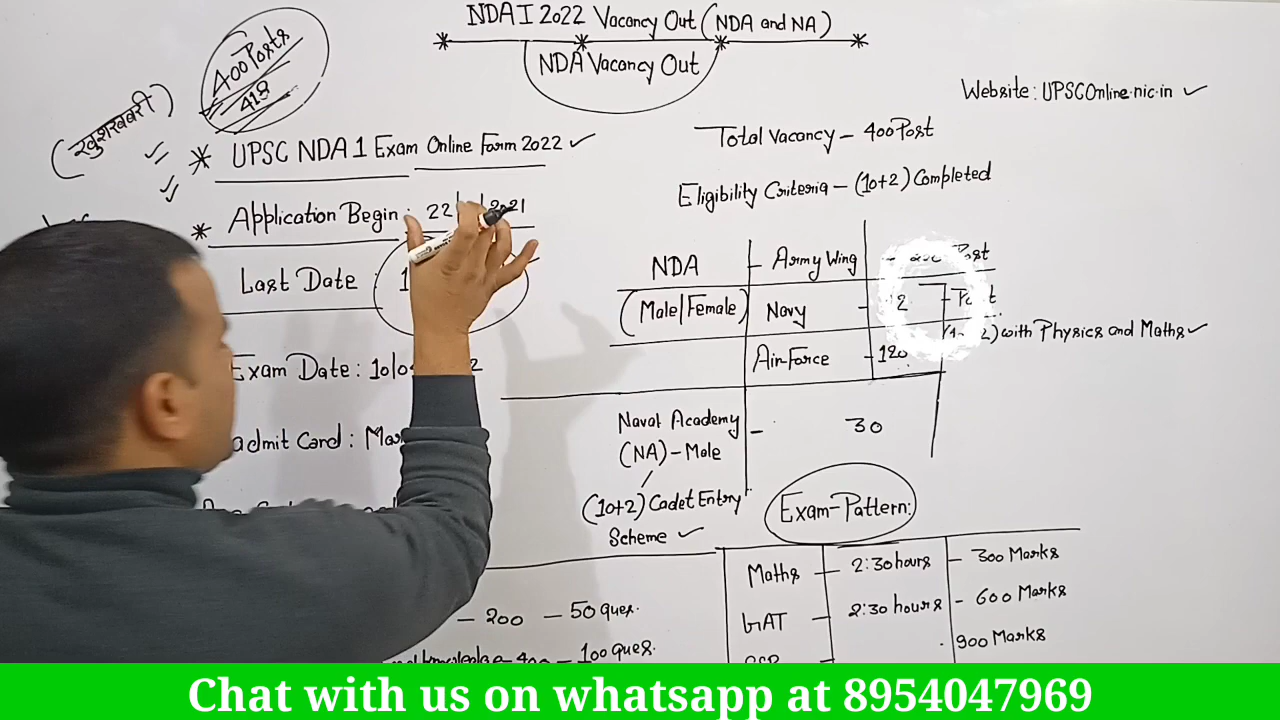 NDA I 2022 Vacancy Out (NDA and NA)
NDA Vacancy Out
400 Posts
418
(खुशखबरी)
Website: UPSCOnline.nic.in ✓
* UPSC NDA 1 Exam Online Form 2022 ✓
* Application Begin: 22/ /2021
Last Date
Exam Date: 10/0
admit Card:
Total Vacancy - 400 Post
Eligibility Criteria - (10+2) Completed
NDA - Army Wing - Post
(Male/Female) Navy -
Air Force - 120 with Physics and Maths ✓
Naval Academy - 30
(NA) - Male
(10+2) Cadet Entry
Scheme ✓
Exam-Pattern:
Maths - 2:30 hours - 300 Marks
GAT 2:30 hours - 600 Marks
900 Marks
- 200 - 50 ques.
- 100 ques.
Chat with us on whatsapp at 8954047969